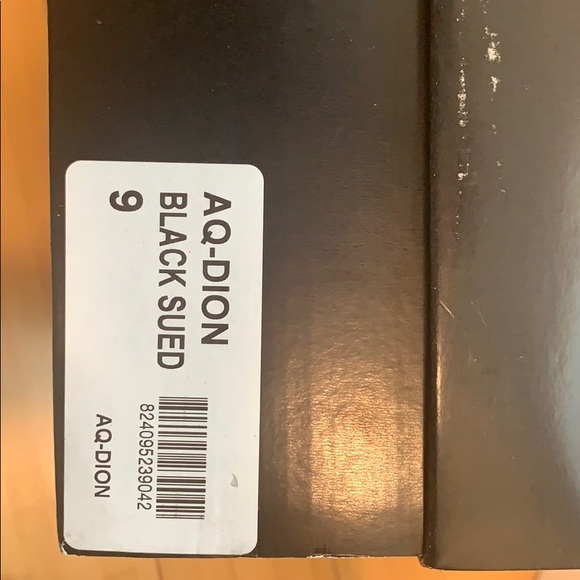 AQ-DION
BLACK SUED
9
824095239042
AQ-DION